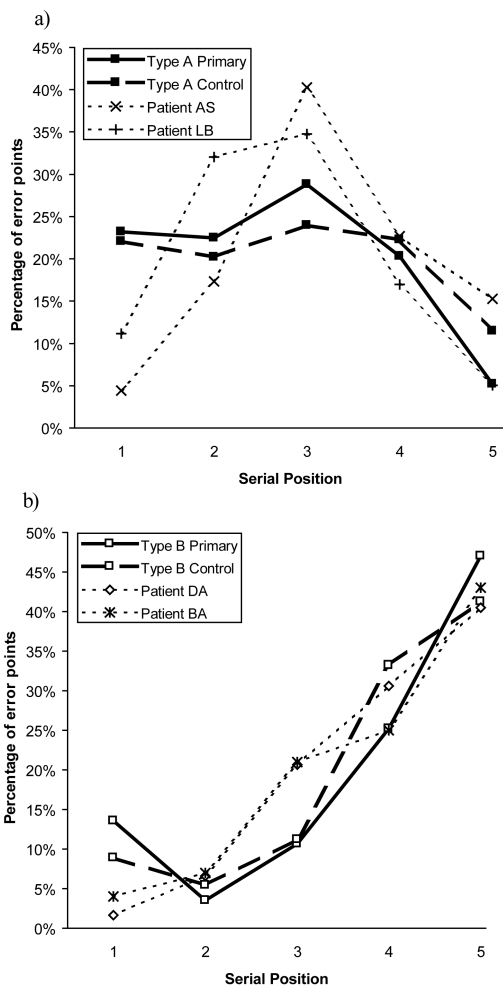 a)
45%
40%
35%
30%
25%
20%
15%
10%
5%
0%
Percentage of error points
Type A Primary
Type A Control
Patient AS
Patient LB
1 2 3 4 5
Serial Position
b)
50%
45%
40%
35%
30%
25%
20%
15%
10%
5%
0%
Percentage of error points
Type B Primary
Type B Control
Patient DA
Patient BA
1 2 3 4 5
Serial Position